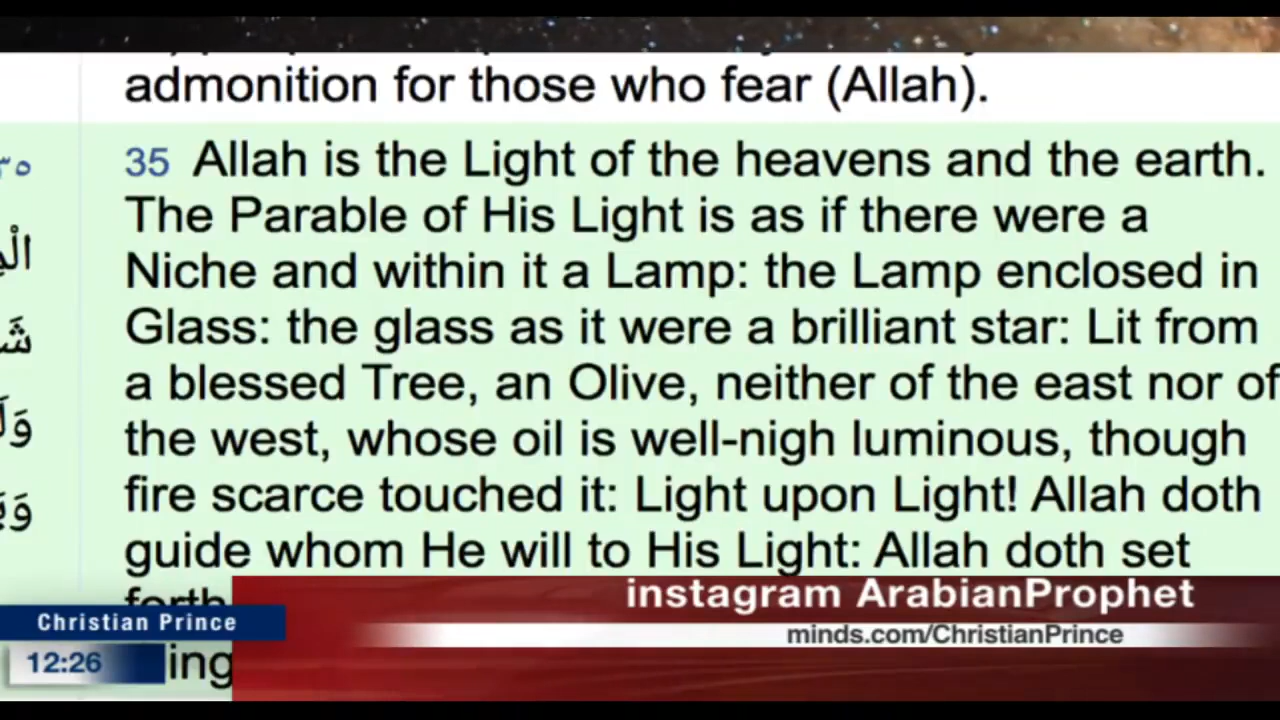 admonition for those who fear (Allah).
٣٥
35 Allah is the Light of the heavens and the earth.
The Parable of His Light is as if there were a
Niche and within it a Lamp: the Lamp enclosed in
Glass: the glass as it were a brilliant star: Lit from
a blessed Tree, an Olive, neither of the east nor of
the west, whose oil is well-nigh luminous, though
fire scarce touched it: Light upon Light! Allah doth
guide whom He will to His Light: Allah doth set
forth
ing
instagram ArabianProphet
minds.com/ChristianPrince
Christian Prince
12:26